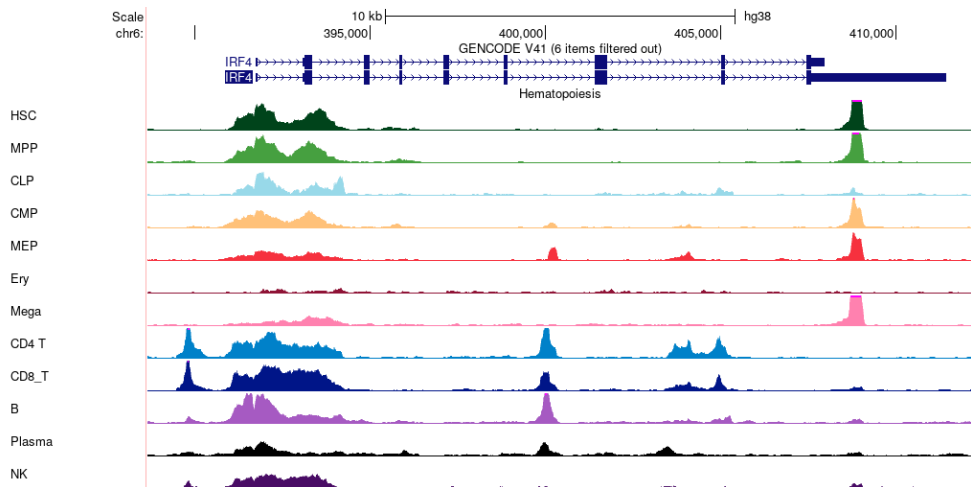 Scale 10 kb hg38
chr6: 395,000 400,000 405,000 410,000
GENCODE V41 (6 items filtered out)
IRF4
IRF4
Hematopoiesis
HSC
MPP
CLP
CMP
MEP
Ery
Mega
CD4 T
CD8_T
B
Plasma
NK